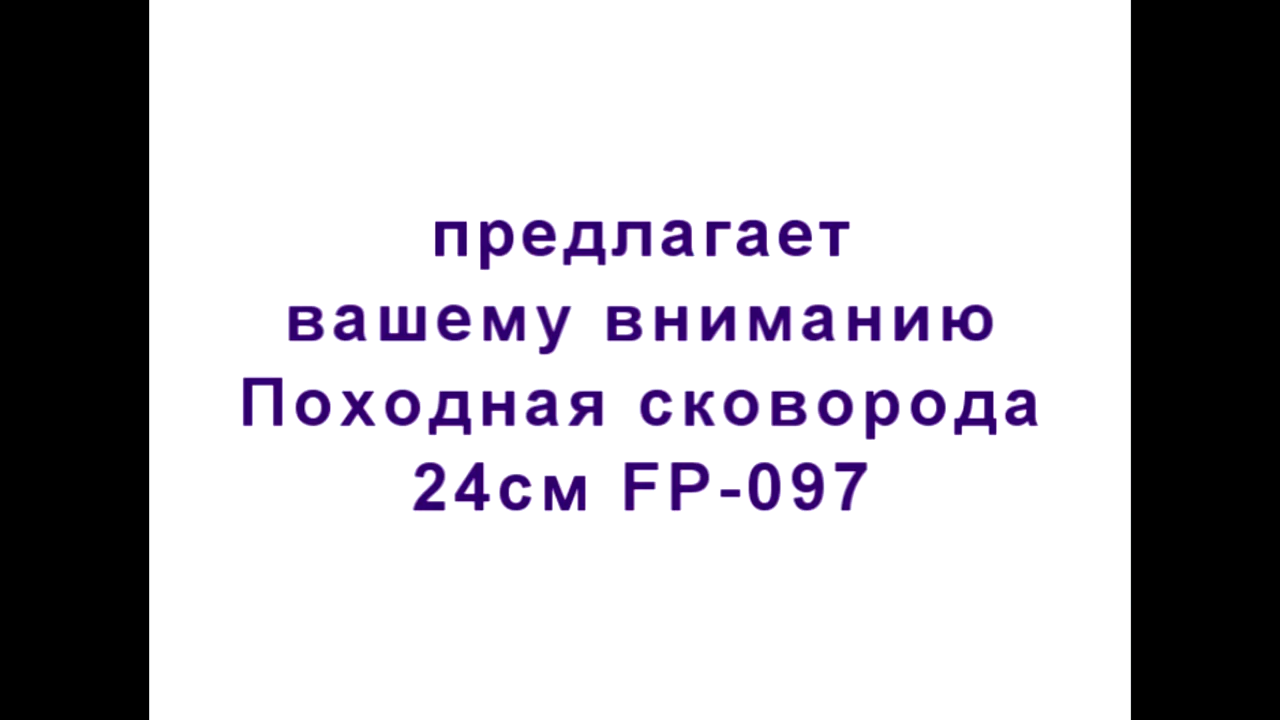 предлагает
вашему вниманию
Походная сковорода
24см FP-097